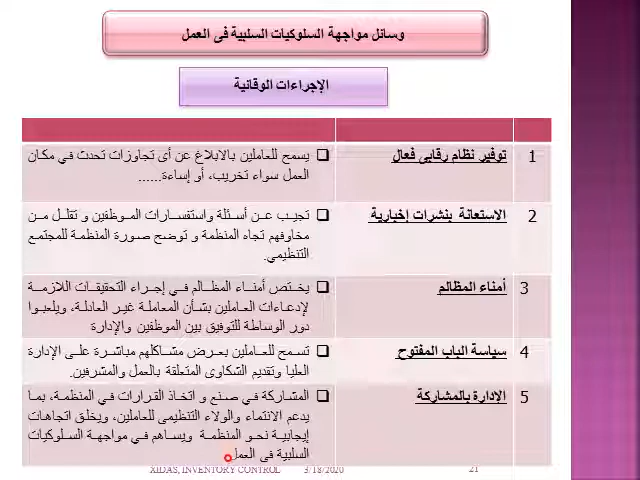 وسائل مواجهة السلوكيات السلبية فى العمل
الإجراءات الوقائية
1
توفير نظام رقابى فعال
يسمح للعاملين بالابلاغ عن أى تجاوزات تحدث في مكان
العمل سواء تخريب، أو إساءة......
2
الاستعانة بنشرات إخبارية
تجيب عن أسئلة واستفسارات الموظفين و تقلل من
مخاوفهم تجاه المنظمة و توضح صورة المنظمة للمجتمع
التنظيمي.
3
أمناء المظالم
يختص أمناء المظالم في إجراء التحقيقات اللازمة
لإدعاءات العاملين بشأن المعاملة غير العادلة، ويلعبوا
دور الوساطة للتوفيق بين الموظفين والإدارة
4
سياسة الباب المفتوح
تسمح للعاملين بعرض مشاكلهم مباشرة على الإدارة
العليا وتقديم الشكاوى المتعلقة بالعمل والمشرفين.
5
الإدارة بالمشاركة
المشاركة في صنع و اتخاذ القرارات في المنظمة، بما
يدعم الانتماء والولاء التنظيمى للعاملين، ويخلق اتجاهات
إيجابية نحو المنظمة ويساهم في مواجهة السلوكيات
السلبية فى العمل
XIDAS, INVENTORY CONTROL 3/18/2020 21